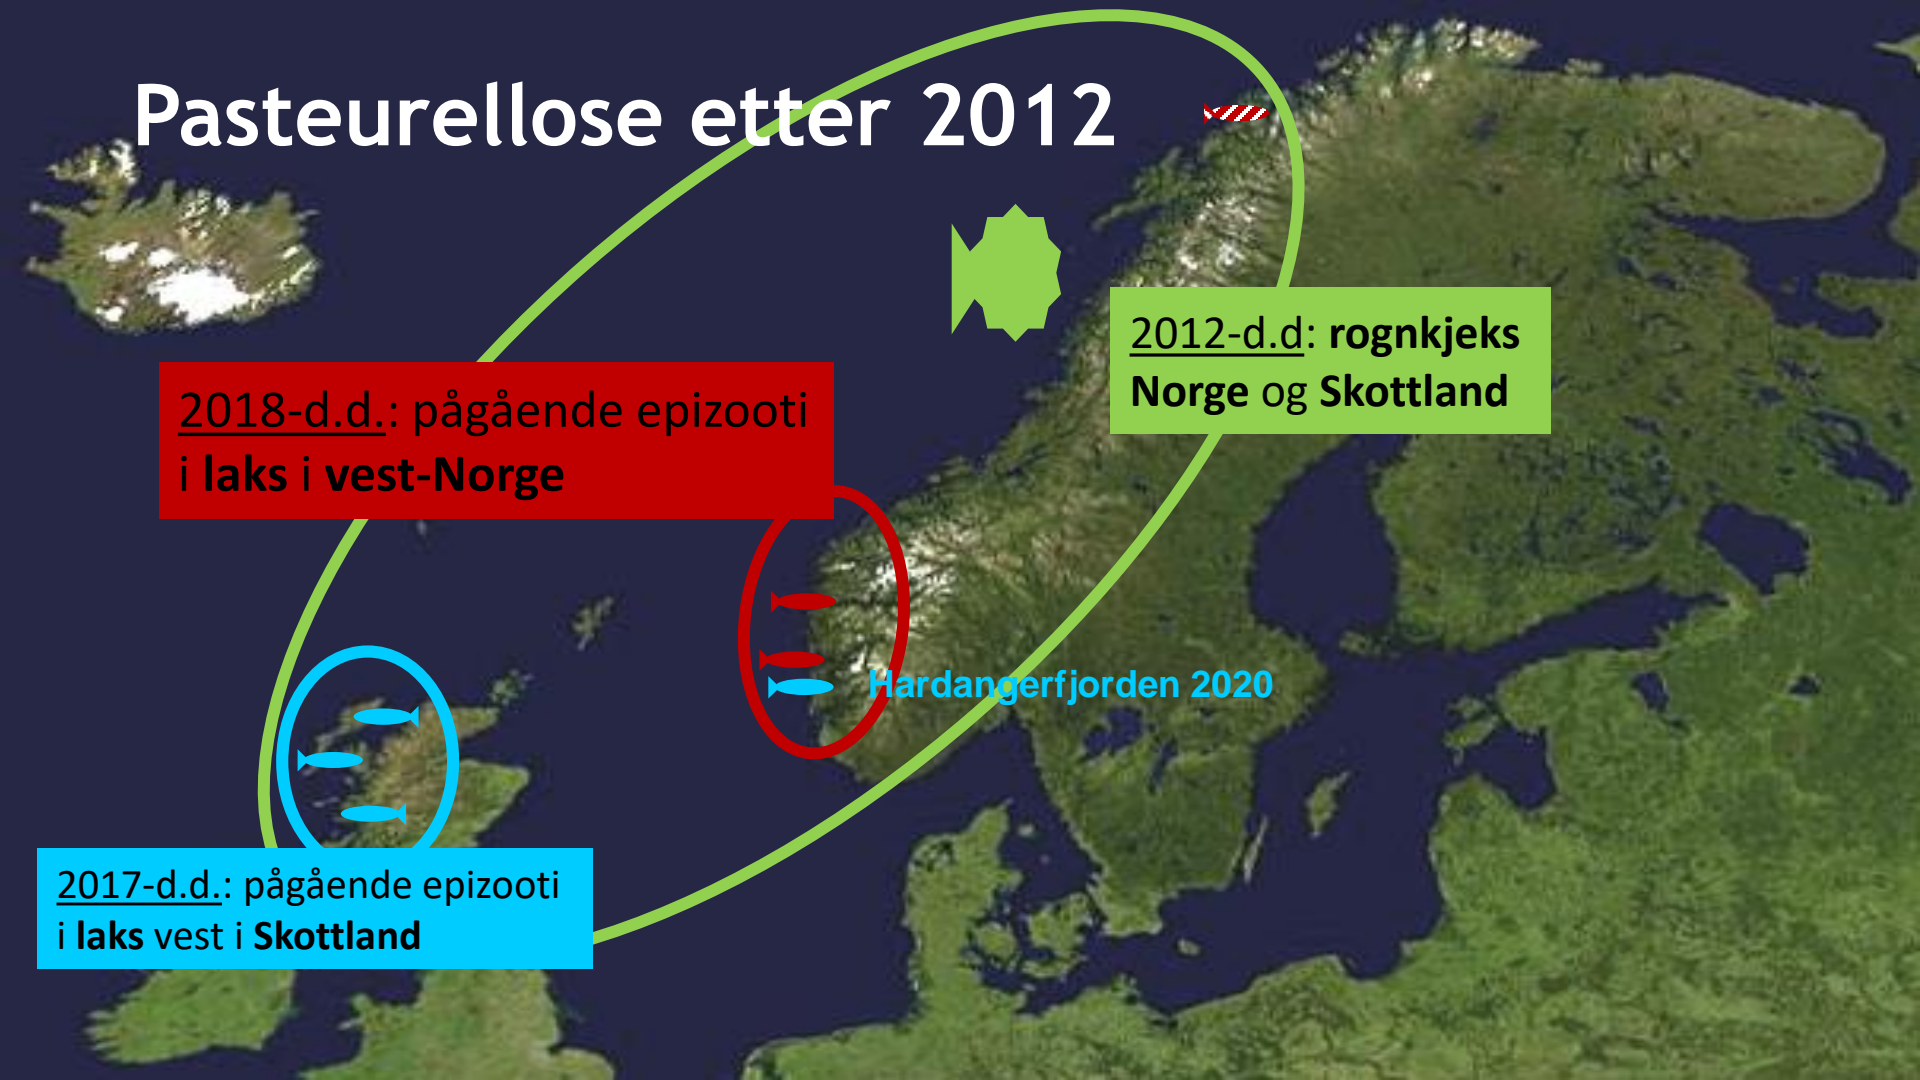 Pasteurellose etter 2012
2012-d.d: rognkjeks
Norge og Skottland
2018-d.d.: pågående epizooti
i laks i vest-Norge
Hardangerfjorden 2020
2017-d.d.: pågående epizooti
i laks vest i Skottland